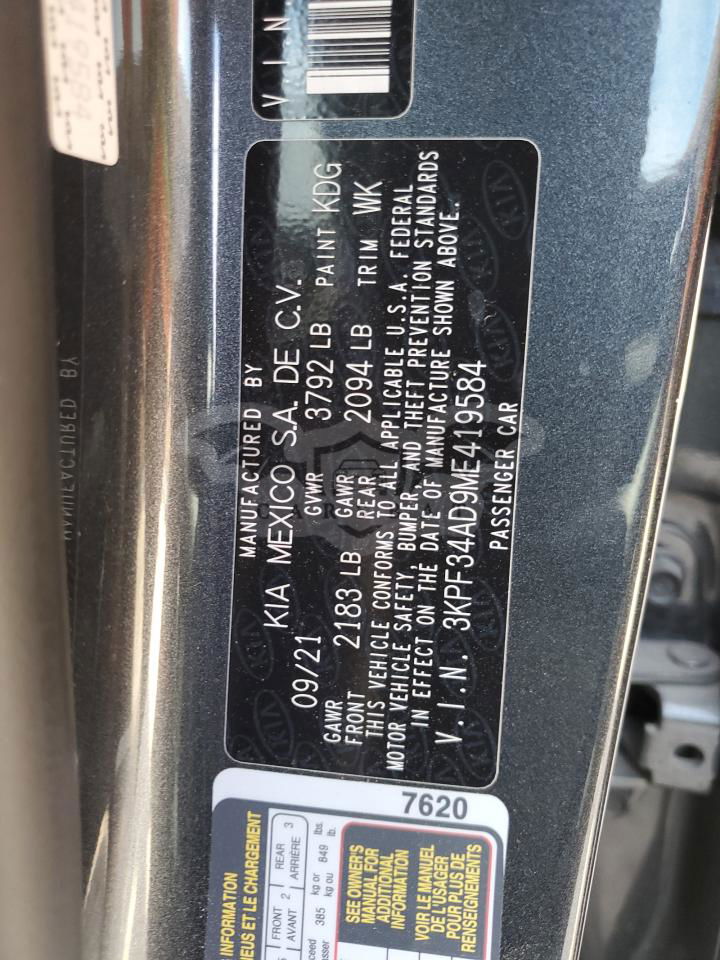 V I N
MANUFACTURED BY
KIA MEXICO S.A. DE C.V.
09/21 GVWR 3792 LB PAINT KDG
GAWR FRONT 2183 LB GAWR REAR 2094 LB TRIM WK
THIS VEHICLE CONFORMS TO ALL APPLICABLE U.S.A. FEDERAL
MOTOR VEHICLE SAFETY, BUMPER, AND THEFT PREVENTION STANDARDS
IN EFFECT ON THE DATE OF MANUFACTURE SHOWN ABOVE.
V.I.N. 3KPF34AD9ME419584
PASSENGER CAR
7620
INFORMATION
ET LE CHARGEMENT
FRONT 2 REAR 3
AVANT 2 ARRIÈRE 3
385 kg or 849 lbs.
kg ou lb.
SEE OWNER'S
MANUAL FOR
ADDITIONAL
INFORMATION
VOIR LE MANUEL
DE L'USAGER
POUR PLUS DE
RENSEIGNEMENTS